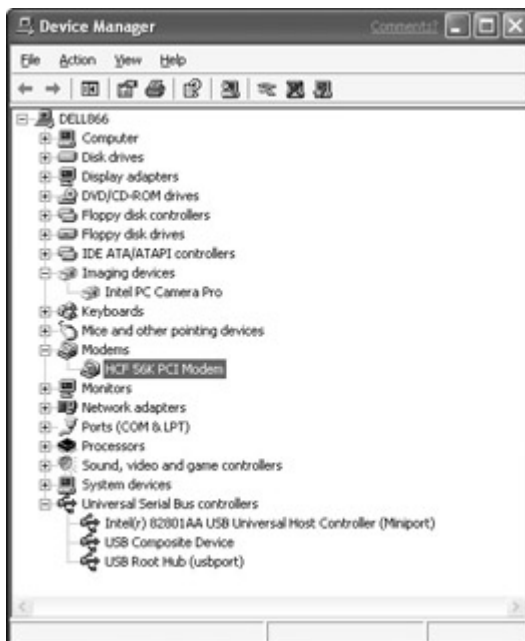 Device Manager
Comments?
File Action View Help
DELL866
Computer
Disk drives
Display adapters
DVD/CD-ROM drives
Floppy disk controllers
Floppy disk drives
IDE ATA/ATAPI controllers
Imaging devices
Intel PC Camera Pro
Keyboards
Mice and other pointing devices
Modems
HCF 56K PCI Modem
Monitors
Network adapters
Ports (COM & LPT)
Processors
Sound, video and game controllers
System devices
Universal Serial Bus controllers
Intel(r) 82801AA USB Universal Host Controller (Miniport)
USB Composite Device
USB Root Hub (usbport)